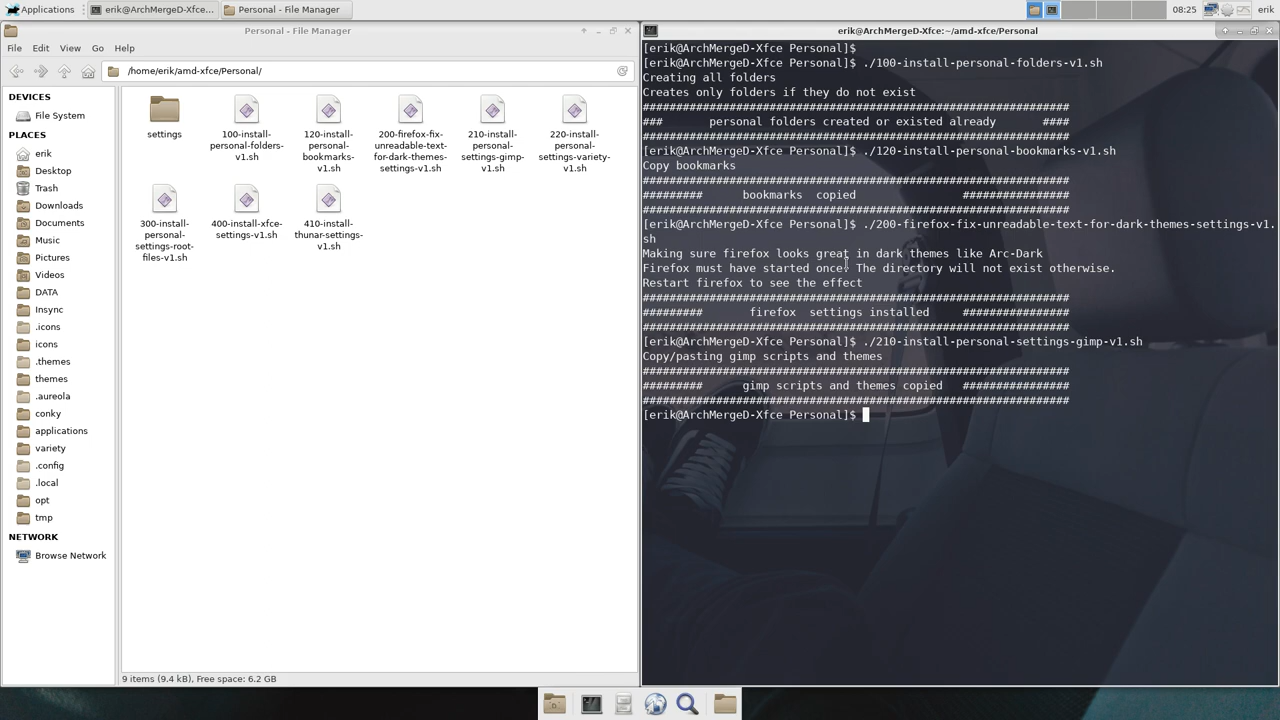 Applications
erik@ArchMergeD-Xfce:~...
Personal - File Manager
08:25
erik
Personal - File Manager
File Edit View Go Help
/home/erik/amd-xfce/Personal/
DEVICES
File System
PLACES
erik
Desktop
Trash
Downloads
Documents
Music
Pictures
Videos
DATA
Insync
.icons
icons
.themes
themes
.aureola
conky
applications
variety
.config
.local
opt
tmp
NETWORK
Browse Network
settings
100-install-
personal-folders-
v1.sh
120-install-
personal-
bookmarks-
v1.sh
200-firefox-fix-
unreadable-text-
for-dark-themes-
settings-v1.sh
210-install-
personal-
settings-gimp-
v1.sh
220-install-
personal-
settings-variety-
v1.sh
300-install-
personal-
settings-root-
files-v1.sh
400-install-xfce-
settings-v1.sh
410-install-
thunar-settings-
v1.sh
9 items (9.4 kB), Free space: 6.2 GB
erik@ArchMergeD-Xfce:~/amd-xfce/Personal
[erik@ArchMergeD-Xfce Personal]$
[erik@ArchMergeD-Xfce Personal]$ ./100-install-personal-folders-v1.sh
Creating all folders
Creates only folders if they do not exist
################################################################
### personal folders created or existed already ####
################################################################
[erik@ArchMergeD-Xfce Personal]$ ./120-install-personal-bookmarks-v1.sh
Copy bookmarks
################################################################
######### bookmarks copied ################
################################################################
[erik@ArchMergeD-Xfce Personal]$ ./200-firefox-fix-unreadable-text-for-dark-themes-settings-v1.
sh
Making sure firefox looks great in dark themes like Arc-Dark
Firefox must have started once! The directory will not exist otherwise.
Restart firefox to see the effect
################################################################
######### firefox settings installed ################
################################################################
[erik@ArchMergeD-Xfce Personal]$ ./210-install-personal-settings-gimp-v1.sh
Copy/pasting gimp scripts and themes
################################################################
######### gimp scripts and themes copied ################
################################################################
[erik@ArchMergeD-Xfce Personal]$